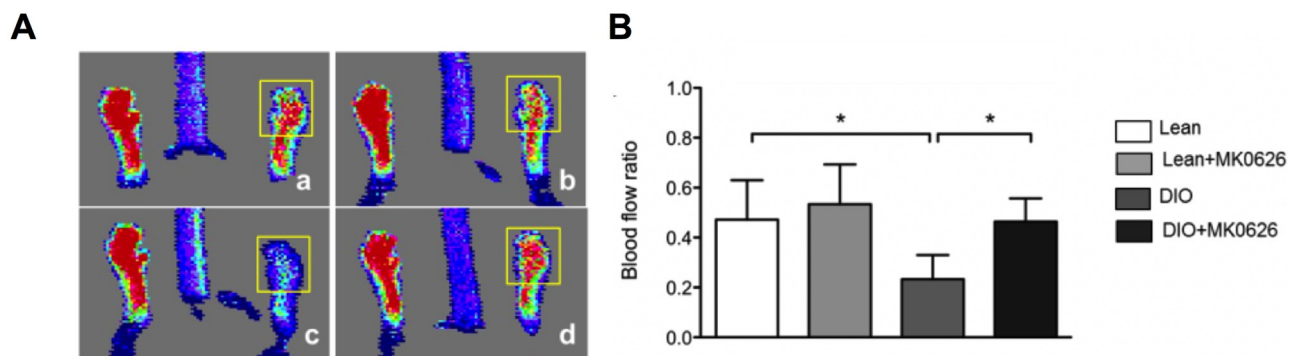 A
a
b
c
d
B
Blood flow ratio
1.0
0.8
0.6
0.4
0.2
0.0
*
*
Lean
Lean+MK0626
DIO
DIO+MK0626